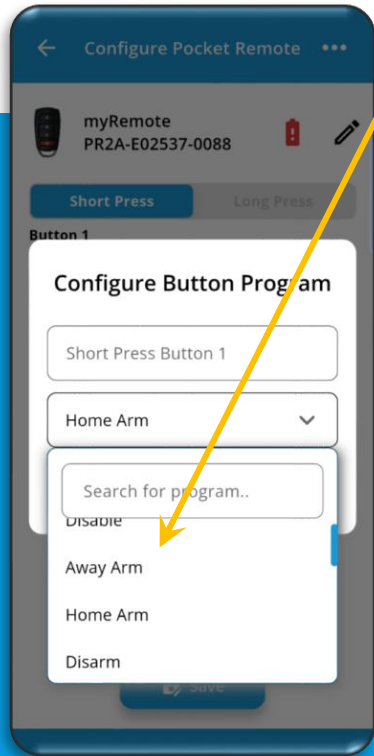 Configure Pocket Remote
myRemote
PR2A-E02537-0088
Short Press
Long Press
Button 1
Configure Button Program
Short Press Button 1
Home Arm
Search for program..
Disable
Away Arm
Home Arm
Disarm
Save